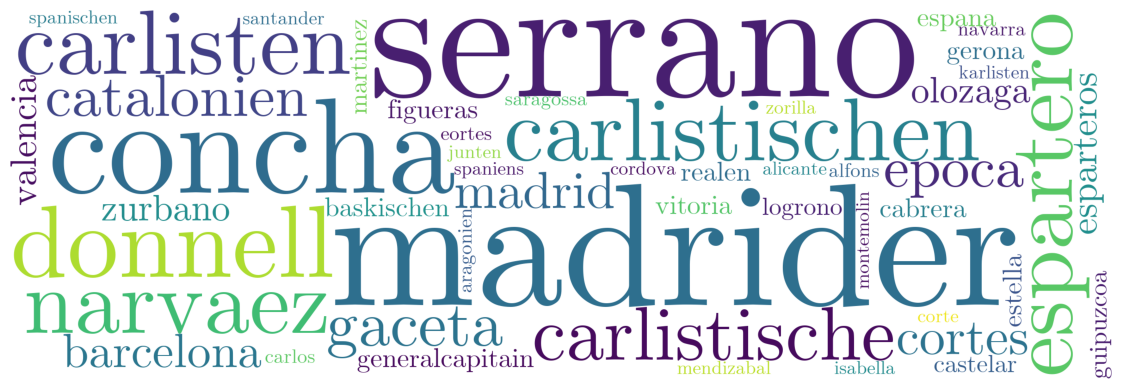 spanischen
santander
carlisten
martinez
serrano
espana
navarra
gerona
karlisten
olozaga
espartero
esparteros
valencia
catalonien
figueras
saragossa
zorilla
concha
cortes
junten
carlistischen
spaniens
cordova
realen
alicante
alfons
epoca
madrid
zurbano
baskischen
vitoria
logrono
montemolin
cabrera
donnell
aragonien
madrider
estella
guipuzcoa
narvaez
gaceta
carlistische
corte
cortes
barcelona
carlos
generalcapitain
mendizabal
isabella
castelar